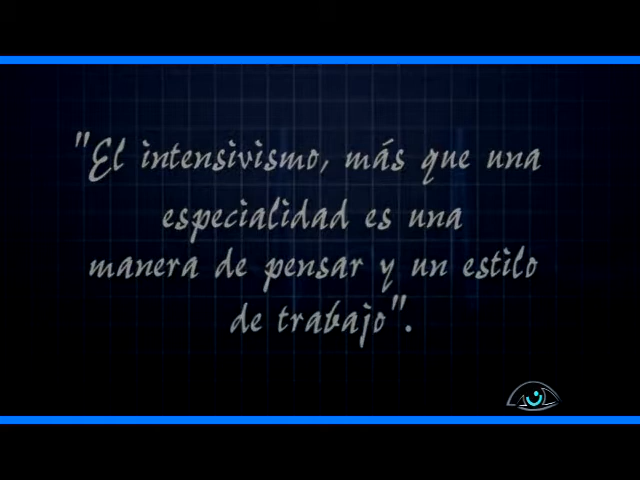 "El intensivismo, más que una
especialidad es una
manera de pensar y un estilo
de trabajo".